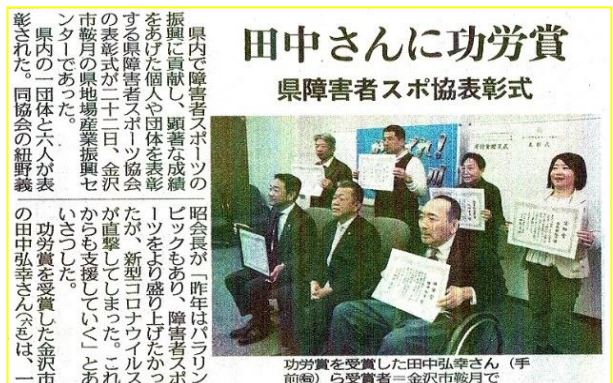 田中さんに功労賞
県障害者スポ協表彰式
県内で障害者スポーツの
振興に貢献し、顕著な成績
をあげた個人や団体を表彰
する県障害者スポーツ協会
の表彰式が二十二日、金沢
市鞍月の県地場産業振興セ
ンターであった。
県内の一団体と六人が表
彰された。同協会の紐野義
昭会長が「昨年はパラリン
ピックもあり、障害者スポ
ーツをより盛り上げたかっ
たが、新型コロナウイルス
が直撃してしまった。これ
からも支援していく」とあ
いさつした。
功労賞を受賞した金沢市
の田中弘幸さんは、一
功労賞を受賞した田中弘幸さん(手
前㊨)ら受賞者=金沢市鞍月で